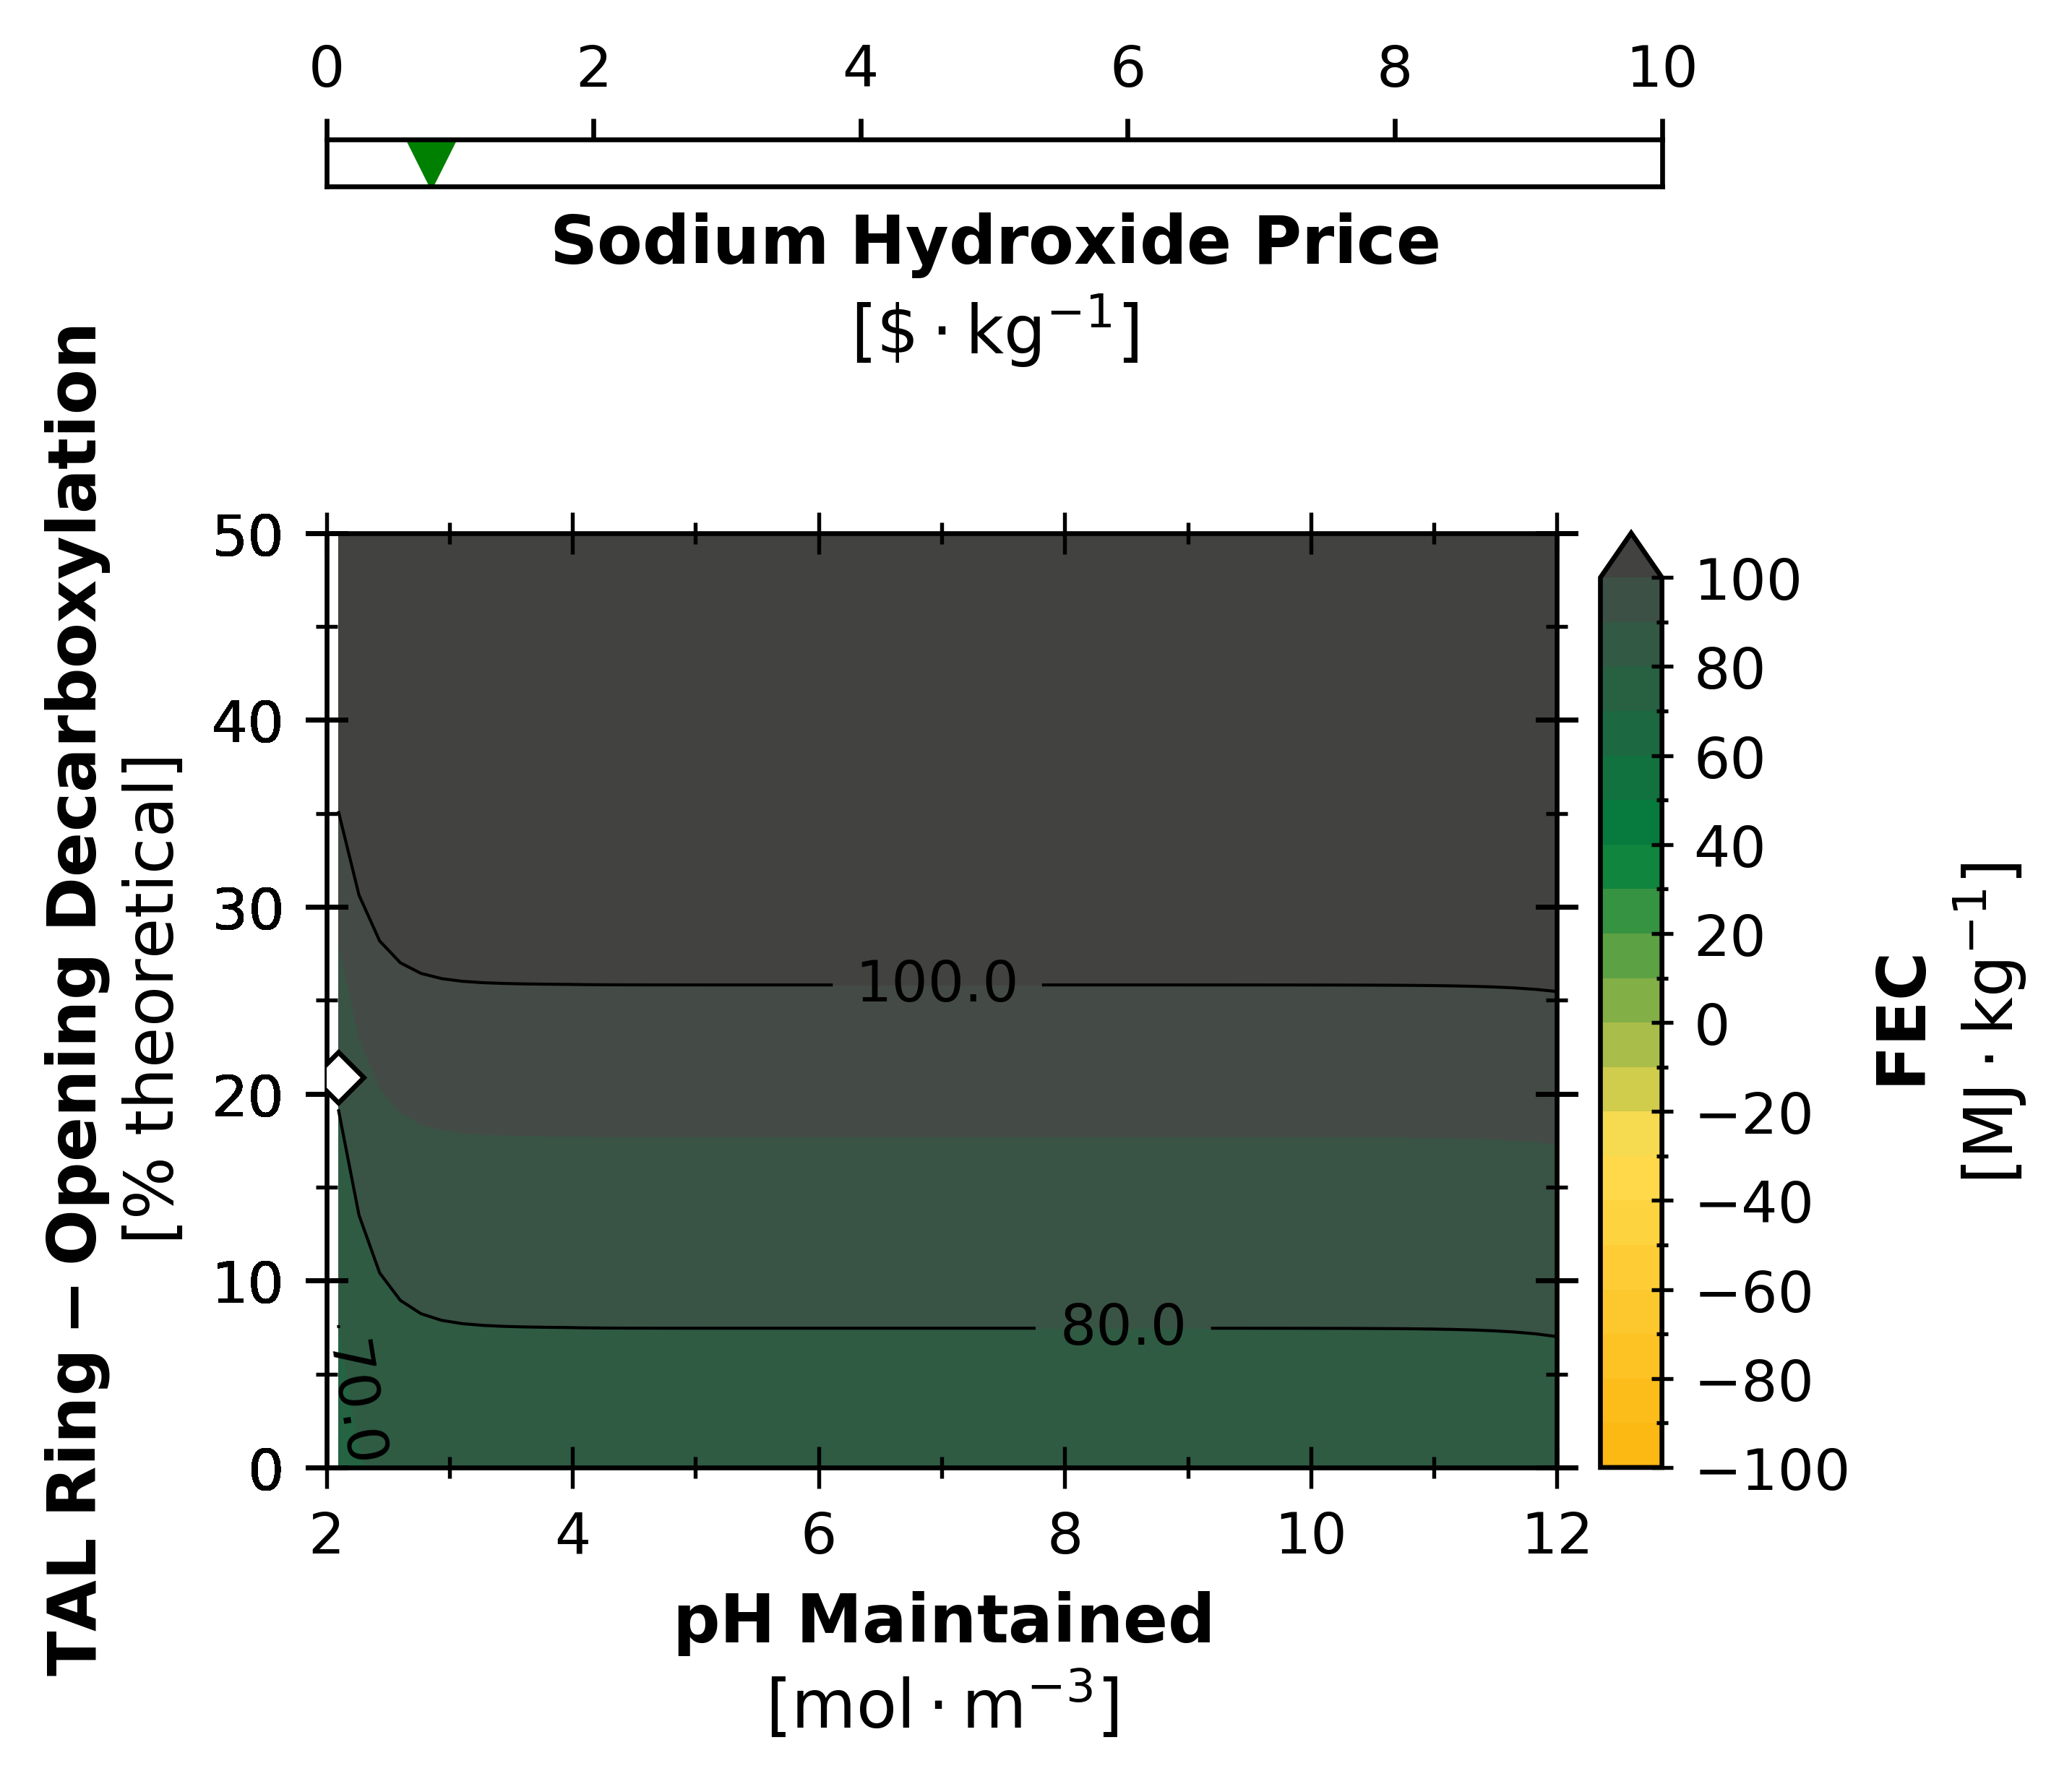 0 2 4 6 8 10
Sodium Hydroxide Price
[$ · kg⁻¹]
TAL Ring − Opening Decarboxylation
[% theoretical]
50
40
30
20
10
0
100.0
80.0
70.0
2 4 6 8 10 12
pH Maintained
[mol · m⁻³]
100
80
60
40
20
0
−20
−40
−60
−80
−100
FEC
[MJ · kg⁻¹]